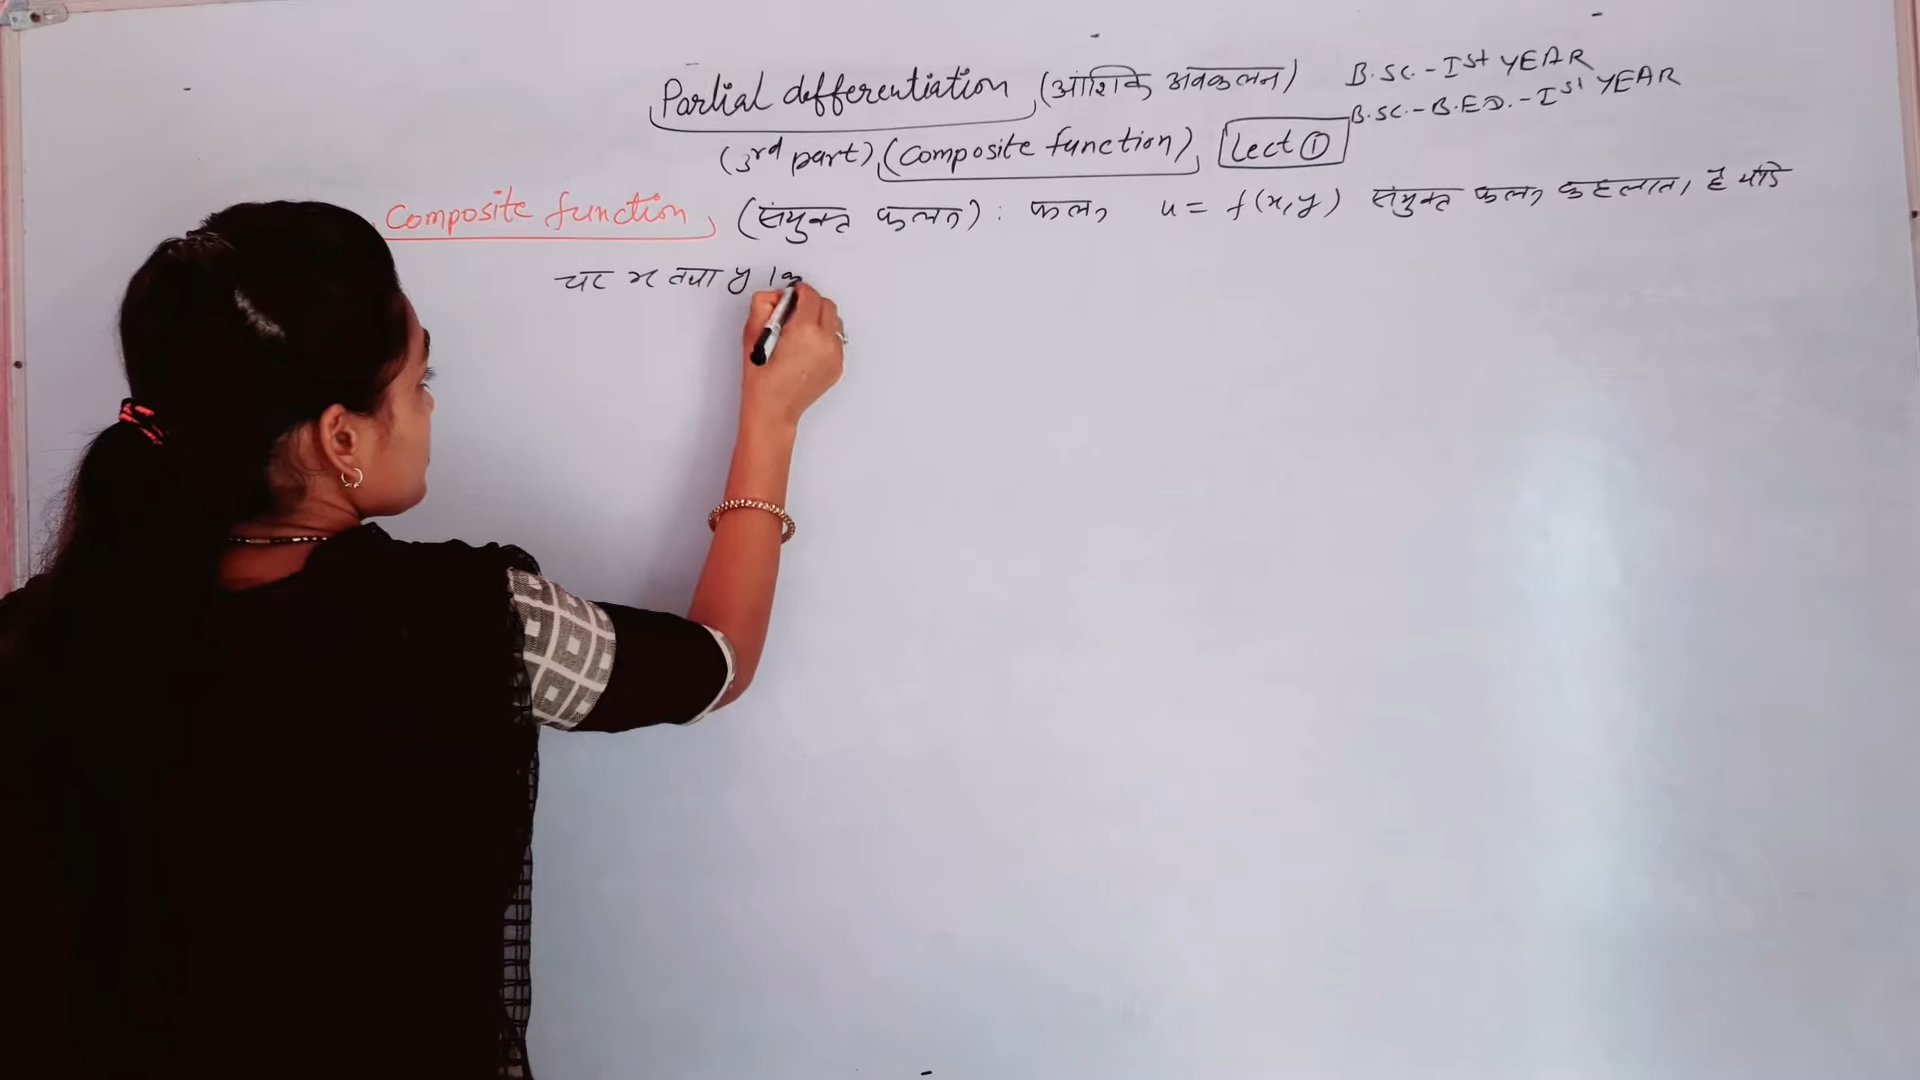 Partial differentiation (आंशिक अवकलन) B.SC.-Ist YEAR
B.SC.-B.ED.-Ist YEAR
(3rd part) (Composite function) Lect ①
Composite function (संयुक्त फलन) : फलन u = f(x,y) संयुक्त फलन कहलाता है यदि
चर x तथा y